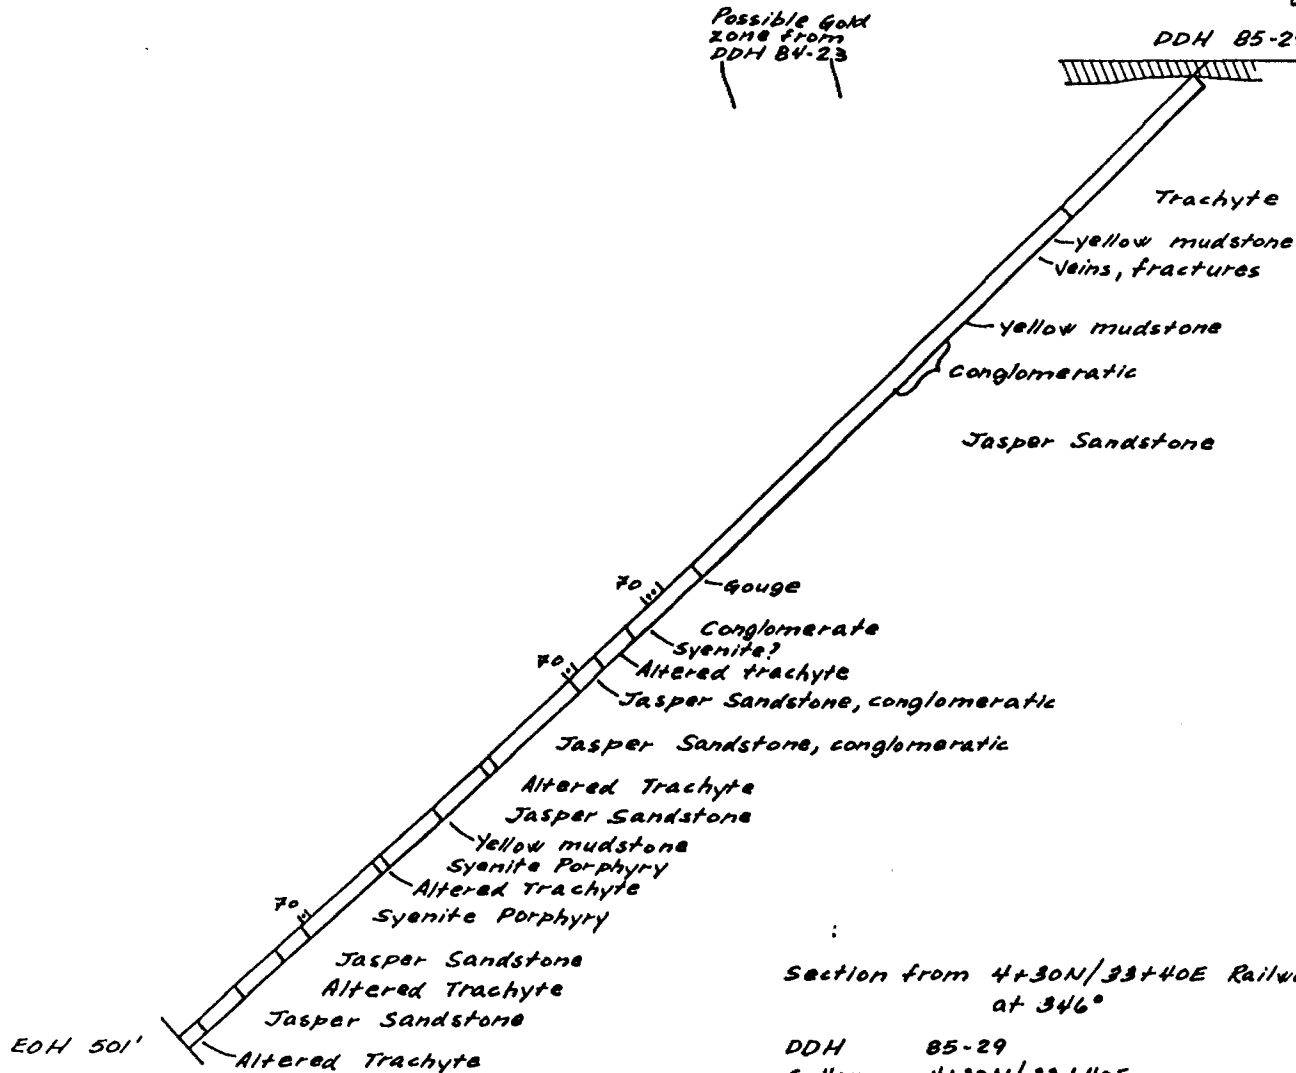 Possible Gold
zone from
DDH 84-23
DDH 85-2
Trachyte
yellow mudstone
veins, fractures
yellow mudstone
conglomeratic
Jasper Sandstone
70
Gouge
Conglomerate
Syenite?
70
Altered trachyte
Jasper Sandstone, conglomeratic
Jasper Sandstone, conglomeratic
Altered Trachyte
Jasper Sandstone
Yellow mudstone
Syenite Porphyry
Altered Trachyte
70
Syenite Porphyry
Jasper Sandstone
Altered Trachyte
Jasper Sandstone
EOH 501'
Altered Trachyte
Section from 4+30N/33+40E Railw
at 346°
DDH 85-29